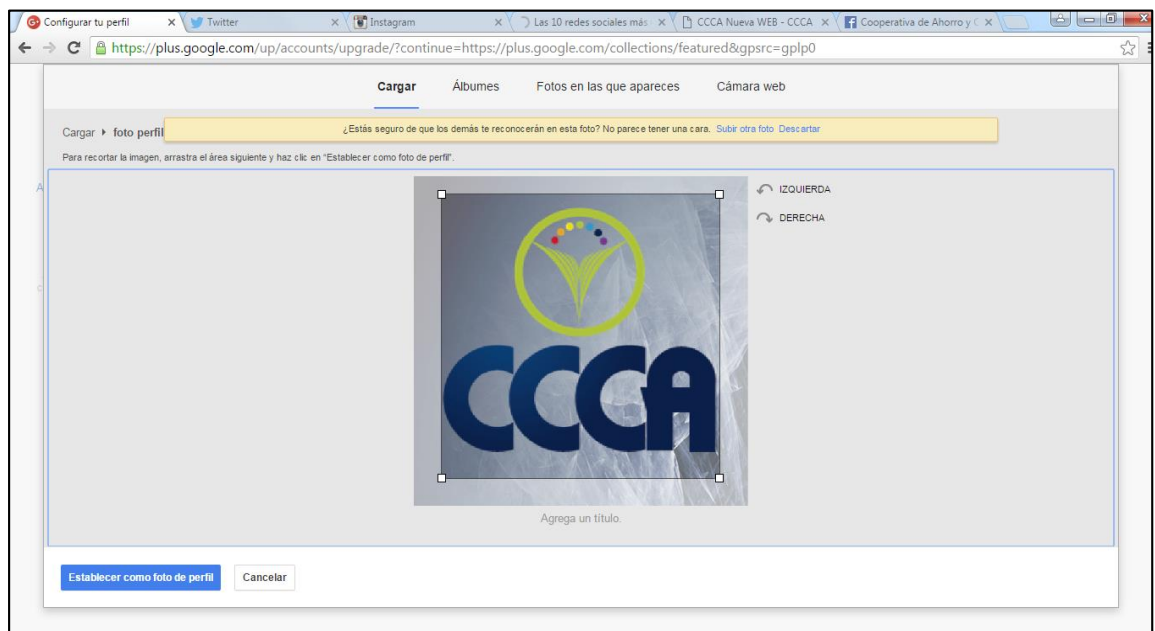 Configurar tu perfil
Twitter
Instagram
Las 10 redes sociales más
CCCA Nueva WEB - CCCA
Cooperativa de Ahorro y C
https://plus.google.com/up/accounts/upgrade/?continue=https://plus.google.com/collections/featured&gpsrc=gplp0
Cargar Álbumes Fotos en las que apareces Cámara web
Cargar foto perfil
¿Estás seguro de que los demás te reconocerán en esta foto? No parece tener una cara. Subir otra foto Descartar
Para recortar la imagen, arrastra el área siguiente y haz clic en "Establecer como foto de perfil".
IZQUIERDA
DERECHA
CCCA
Agrega un título.
Establecer como foto de perfil Cancelar